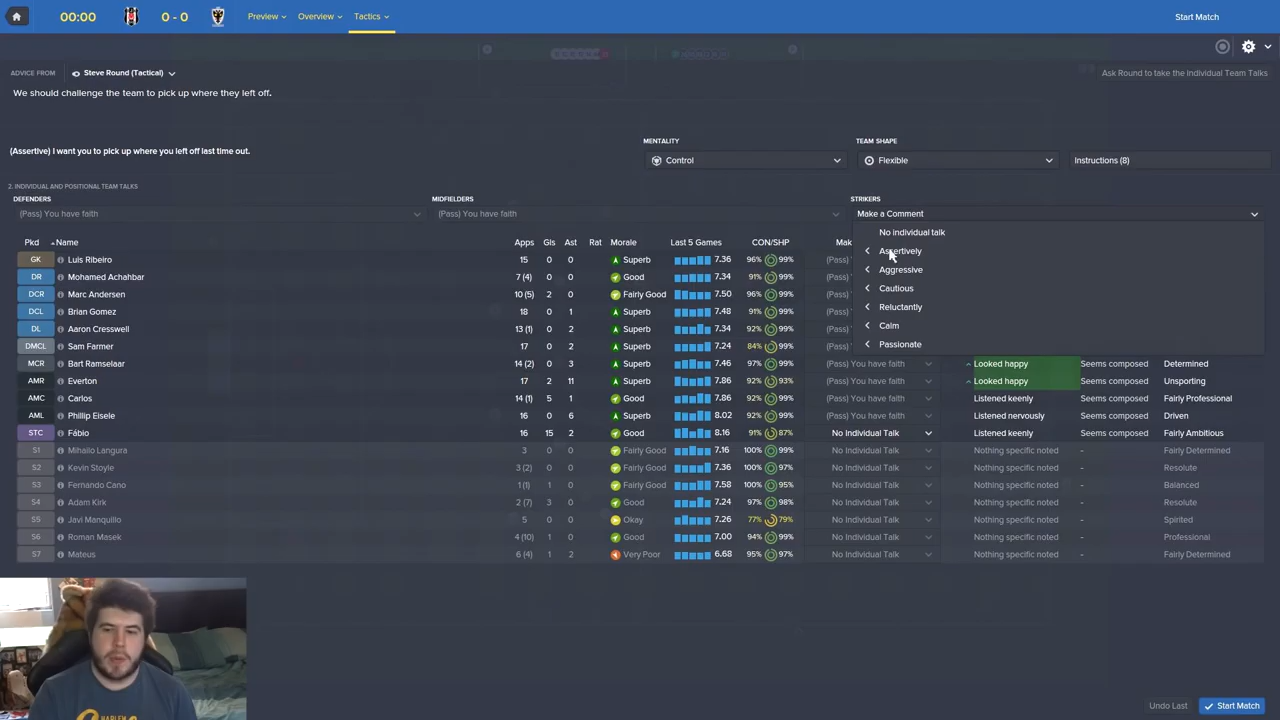 00:00 0 - 0 Preview Overview Tactics Start Match
ADVICE FROM Steve Round (Tactical) Ask Round to take the Individual Team Talks
We should challenge the team to pick up where they left off.
MENTALITY TEAM SHAPE
(Assertive) I want you to pick up where you left off last time out. Control Flexible Instructions (8)
2. INDIVIDUAL AND POSITIONAL TEAM TALKS
DEFENDERS MIDFIELDERS STRIKERS
(Pass) You have faith (Pass) You have faith Make a Comment
No individual talk
Assertively
Aggressive
Cautious
Reluctantly
Calm
Passionate
Pkd Name Apps Gls Ast Rat Morale Last 5 Games CON/SHP
GK Luis Ribeiro 15 0 0 Superb 7.36 96% 99% (Pass)
DR Mohamed Achahbar 7 (4) 0 0 Good 7.34 91% 99% (Pass)
DCR Marc Andersen 10 (5) 2 0 Fairly Good 7.50 96% 99% (Pass)
DCL Brian Gomez 18 0 1 Superb 7.48 91% 99% (Pass)
DL Aaron Cresswell 13 (1) 0 2 Superb 7.34 92% 99% (Pass)
DMCL Sam Farmer 17 0 2 Superb 7.24 84% 99% (Pass)
MCR Bart Ramselaar 14 (2) 0 3 Superb 7.46 97% 99% (Pass) You have faith Looked happy Seems composed Determined
AMR Everton 17 2 11 Superb 7.86 92% 93% (Pass) You have faith Looked happy Seems composed Unsporting
AMC Carlos 14 (1) 5 1 Good 7.86 92% 99% (Pass) You have faith Listened keenly Seems composed Fairly Professional
AML Phillip Eisele 16 0 6 Superb 8.02 92% 99% (Pass) You have faith Listened nervously Seems composed Driven
STC Fábio 16 15 2 Good 8.16 91% 87% No Individual Talk Listened keenly Seems composed Fairly Ambitious
S1 Mihailo Langura 3 0 0 Fairly Good 7.16 100% 99% No Individual Talk Nothing specific noted - Fairly Determined
S2 Kevin Stoyle 3 (2) 0 0 Fairly Good 7.36 100% 97% No Individual Talk Nothing specific noted - Resolute
S3 Fernando Cano 1 (1) 1 0 Fairly Good 7.58 100% 95% No Individual Talk Nothing specific noted - Balanced
S4 Adam Kirk 2 (7) 3 0 Good 7.24 97% 98% No Individual Talk Nothing specific noted - Resolute
S5 Javi Manquillo 5 0 0 Okay 7.26 77% 79% No Individual Talk Nothing specific noted - Spirited
S6 Roman Masek 4 (10) 1 0 Good 7.00 94% 99% No Individual Talk Nothing specific noted - Professional
S7 Mateus 6 (4) 1 2 Very Poor 6.68 95% 97% No Individual Talk Nothing specific noted - Fairly Determined
Undo Last Start Match